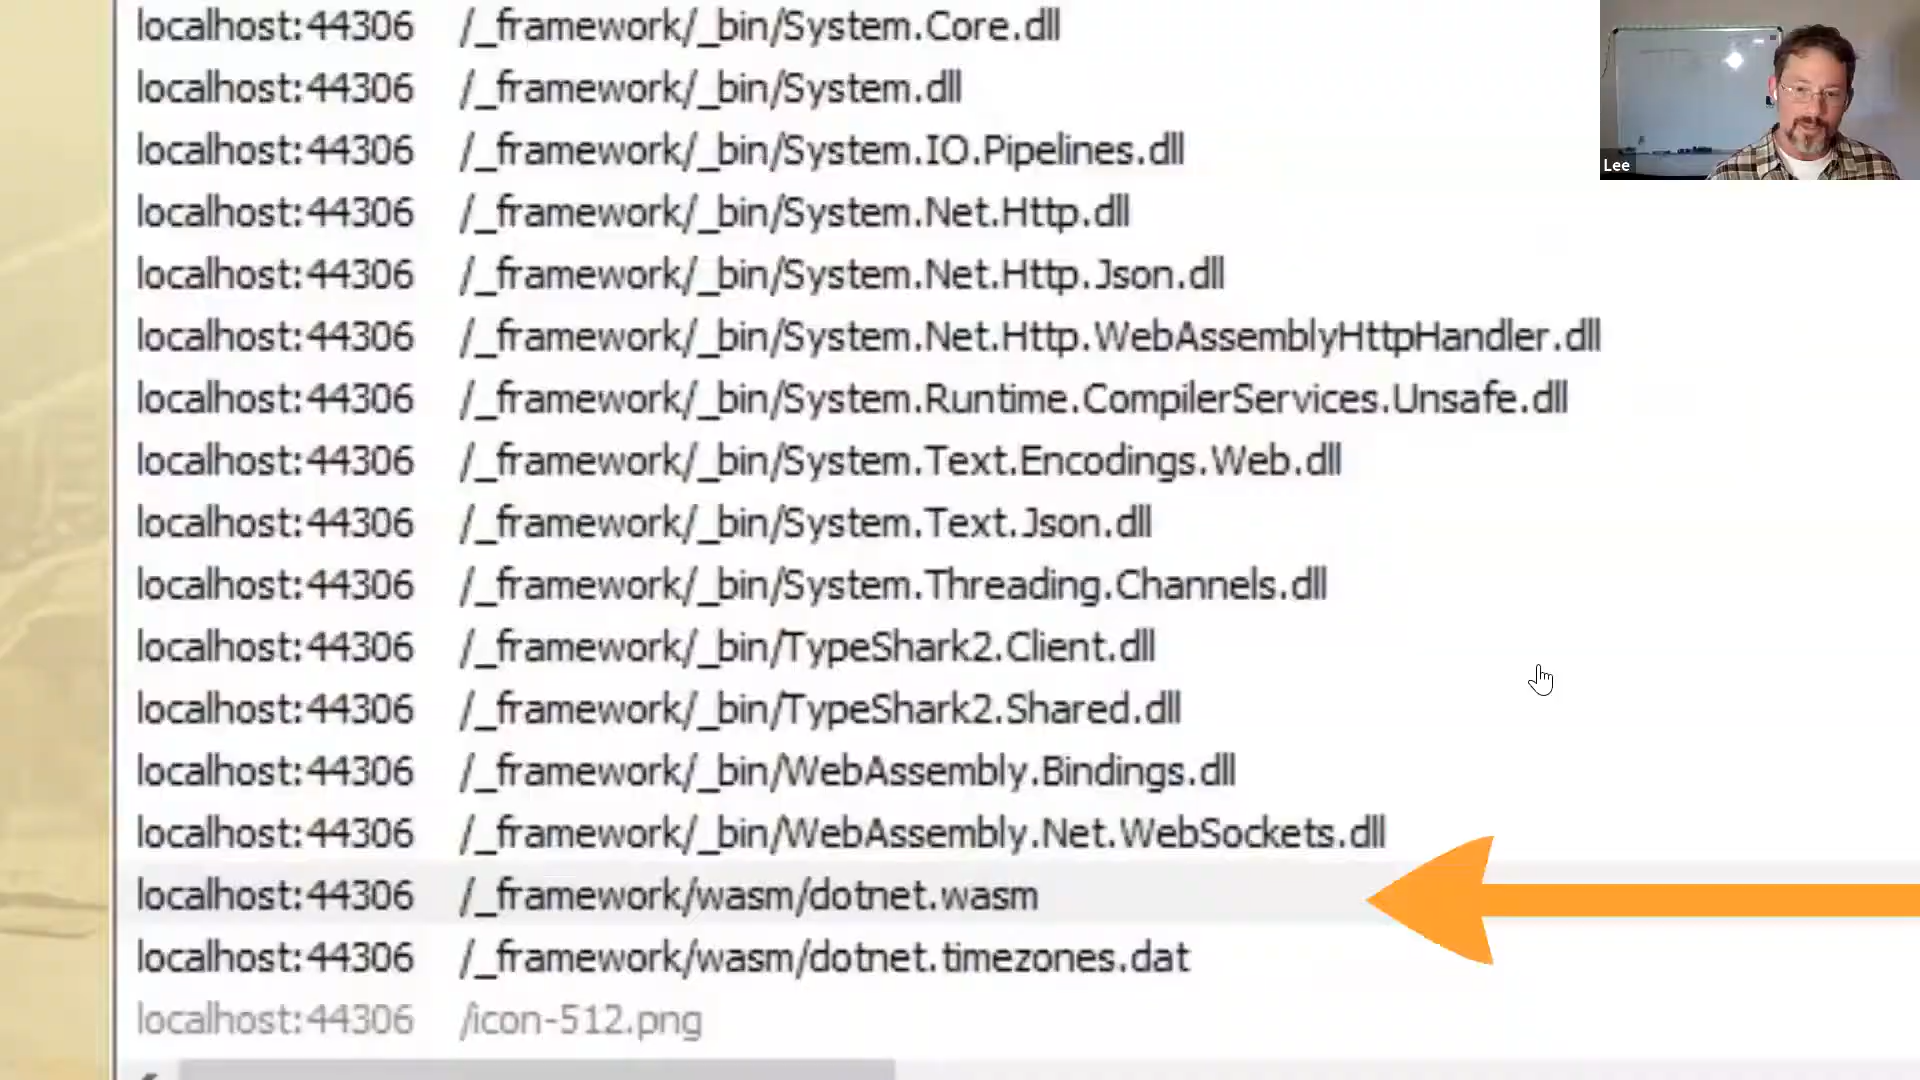 localhost:44306 /_framework/_bin/System.Core.dll
localhost:44306 /_framework/_bin/System.dll
localhost:44306 /_framework/_bin/System.IO.Pipelines.dll
localhost:44306 /_framework/_bin/System.Net.Http.dll
localhost:44306 /_framework/_bin/System.Net.Http.Json.dll
localhost:44306 /_framework/_bin/System.Net.Http.WebAssemblyHttpHandler.dll
localhost:44306 /_framework/_bin/System.Runtime.CompilerServices.Unsafe.dll
localhost:44306 /_framework/_bin/System.Text.Encodings.Web.dll
localhost:44306 /_framework/_bin/System.Text.Json.dll
localhost:44306 /_framework/_bin/System.Threading.Channels.dll
localhost:44306 /_framework/_bin/TypeShark2.Client.dll
localhost:44306 /_framework/_bin/TypeShark2.Shared.dll
localhost:44306 /_framework/_bin/WebAssembly.Bindings.dll
localhost:44306 /_framework/_bin/WebAssembly.Net.WebSockets.dll
localhost:44306 /_framework/wasm/dotnet.wasm
localhost:44306 /_framework/wasm/dotnet.timezones.dat
localhost:44306 /icon-512.png
Lee